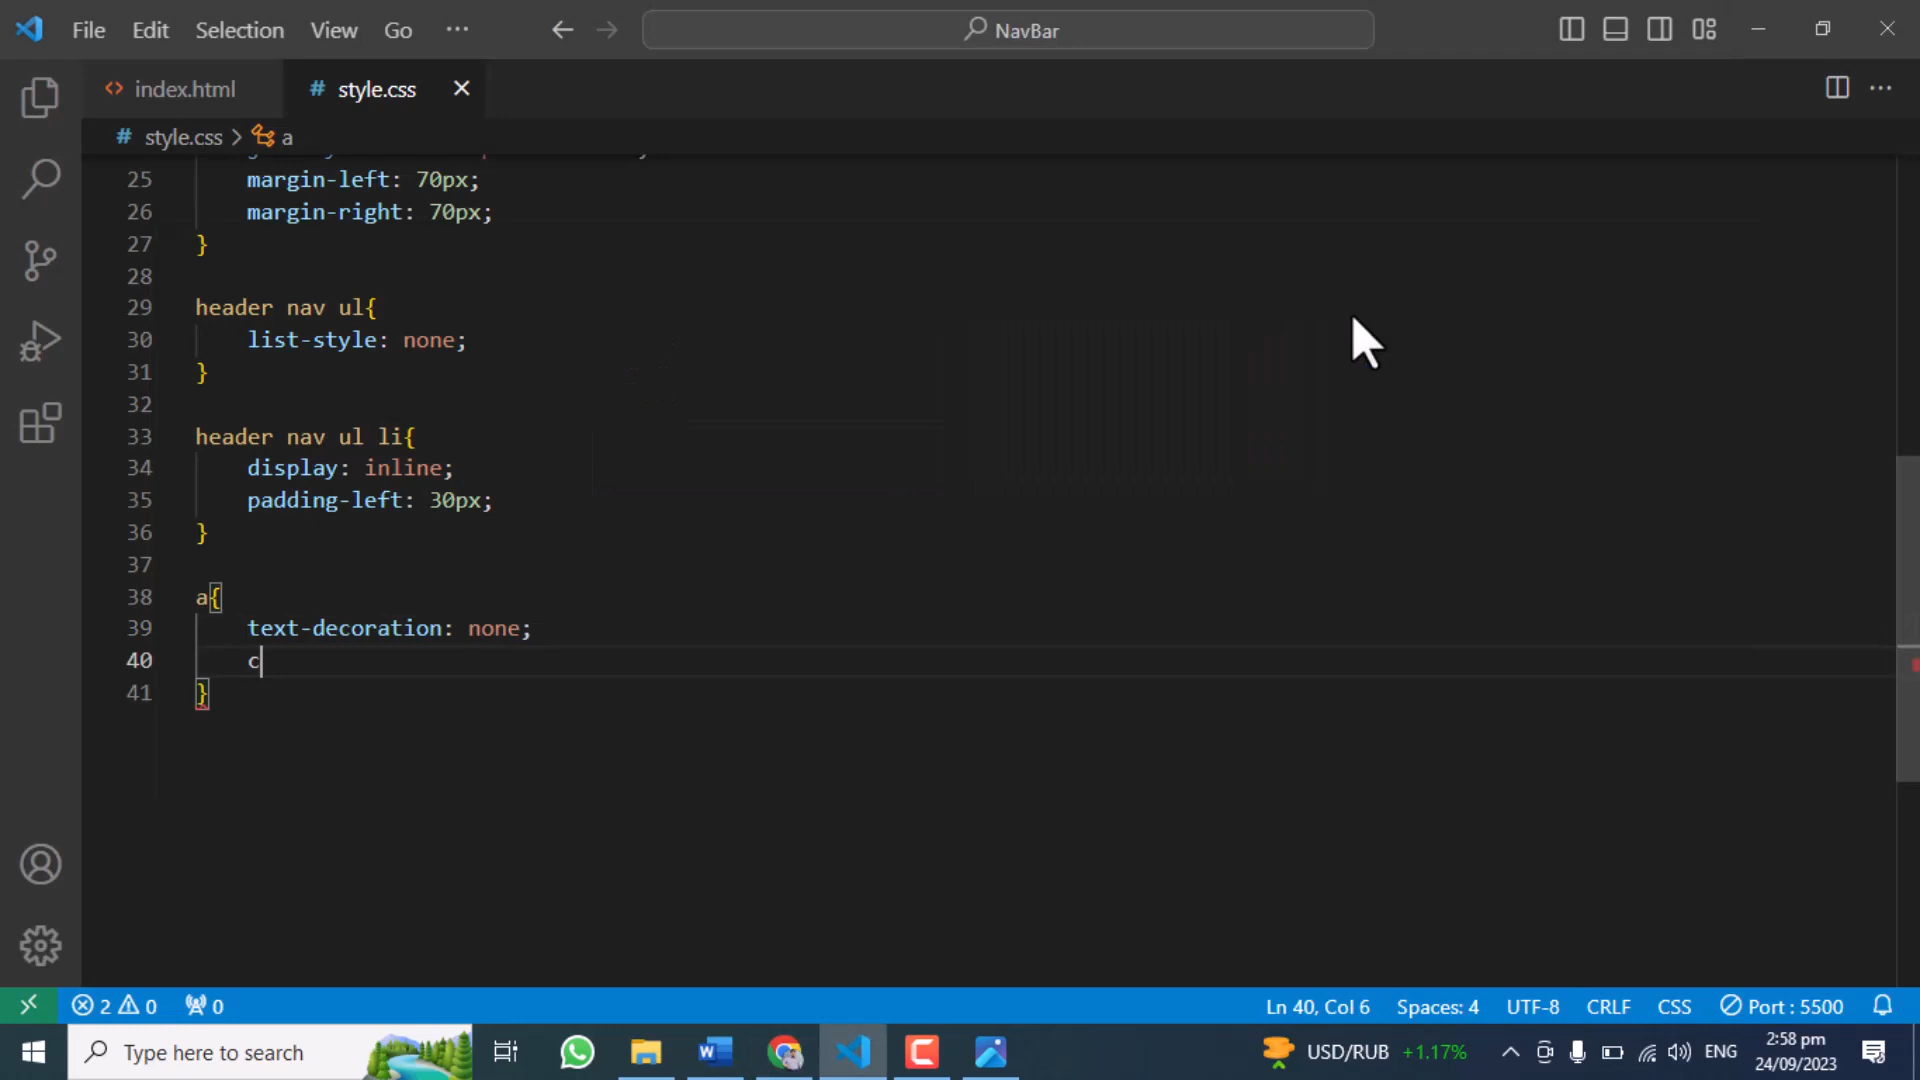 File Edit Selection View Go ···
NavBar
index.html
# style.css
# style.css > a
25 margin-left: 70px;
26 margin-right: 70px;
27 }
28
29 header nav ul{
30 list-style: none;
31 }
32
33 header nav ul li{
34 display: inline;
35 padding-left: 30px;
36 }
37
38 a{
39 text-decoration: none;
40 c
41 }
2 0 0
Ln 40, Col 6 Spaces: 4 UTF-8 CRLF CSS Port : 5500
Type here to search
USD/RUB +1.17%
ENG
2:58 pm
24/09/2023